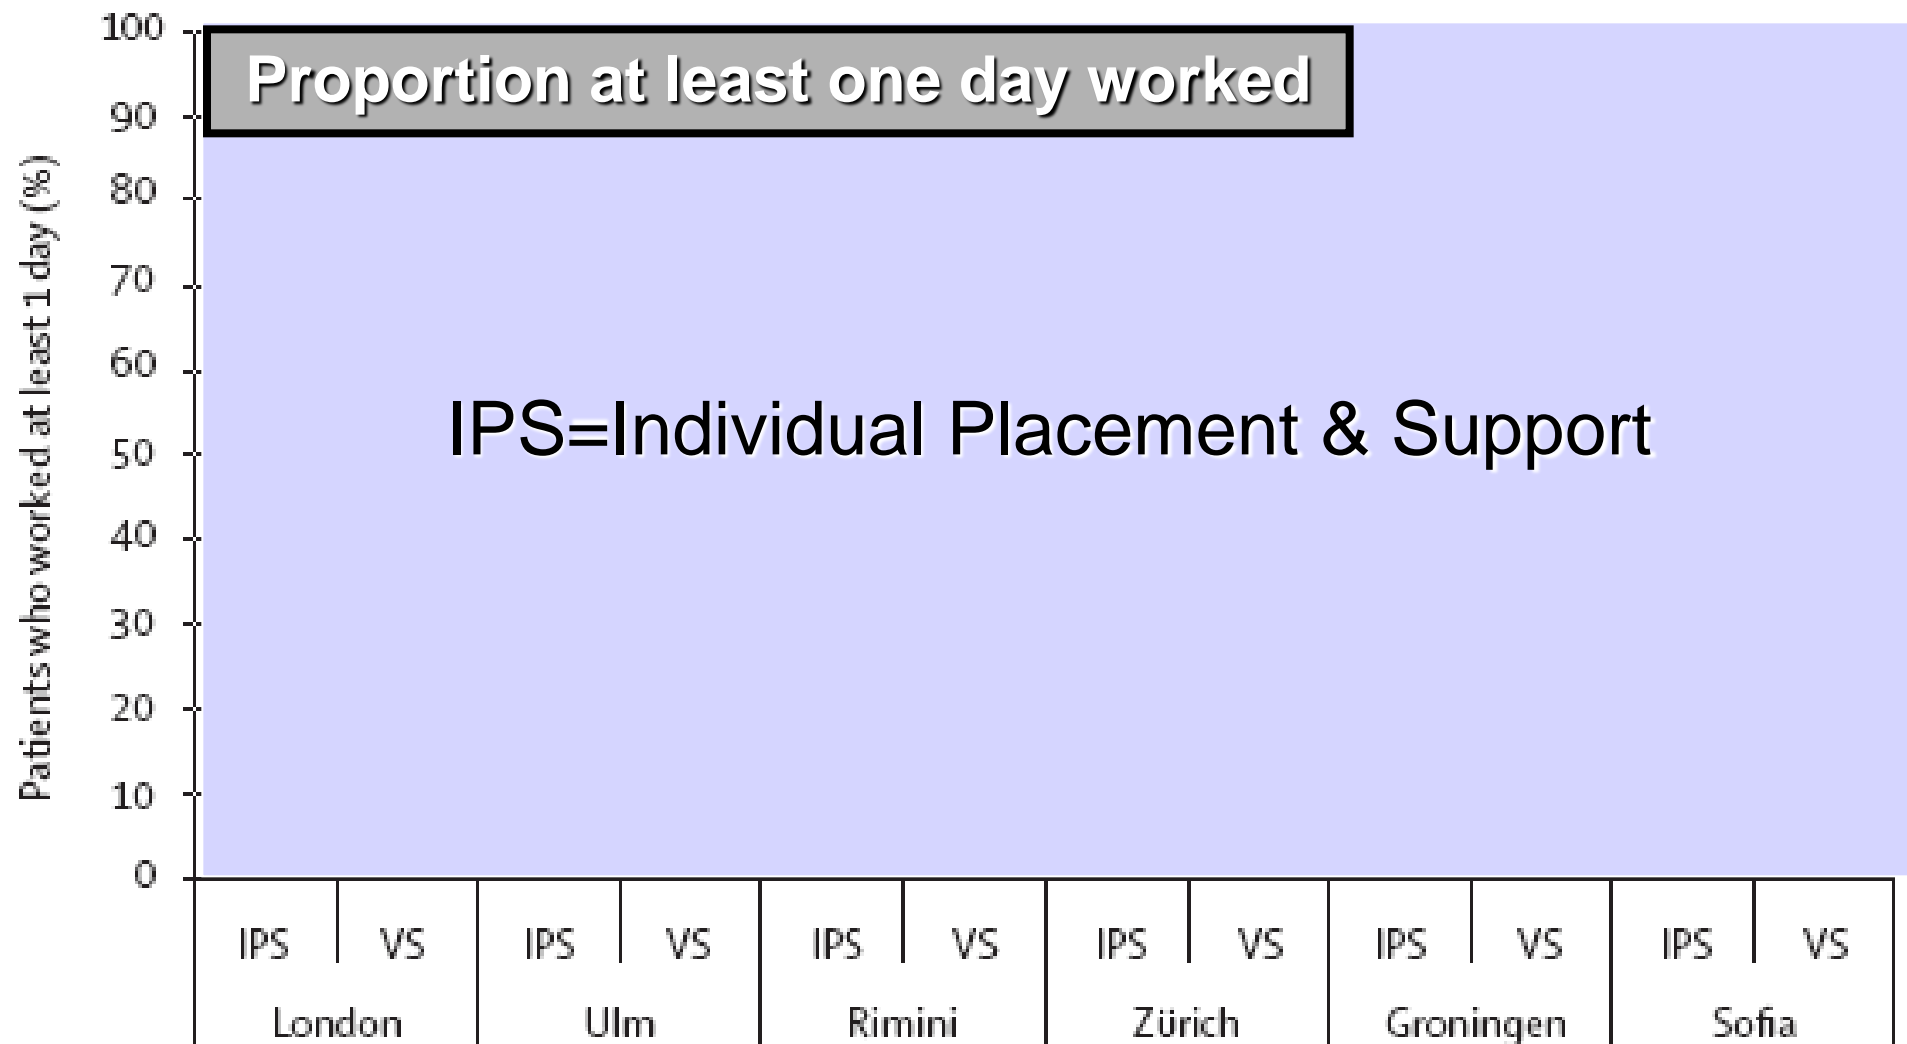 Proportion at least one day worked
Patients who worked at least 1 day (%)
100
90
80
70
60
50
40
30
20
10
0
IPS=Individual Placement & Support
IPS VS IPS VS IPS VS IPS VS IPS VS IPS VS
London Ulm Rimini Zürich Groningen Sofia